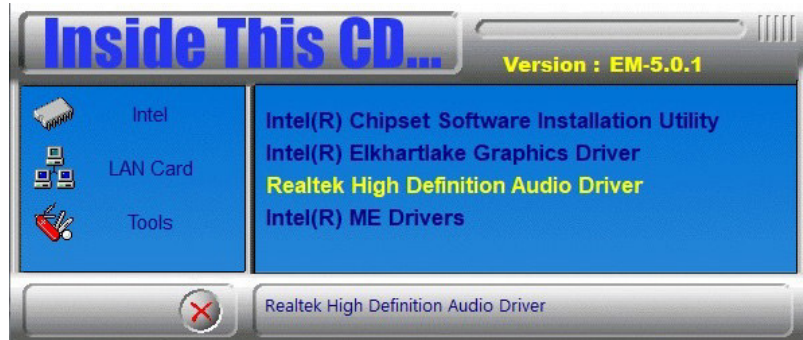 Inside This CD...
Version : EM-5.0.1
Intel
LAN Card
Tools
Intel(R) Chipset Software Installation Utility
Intel(R) Elkhartlake Graphics Driver
Realtek High Definition Audio Driver
Intel(R) ME Drivers
Realtek High Definition Audio Driver